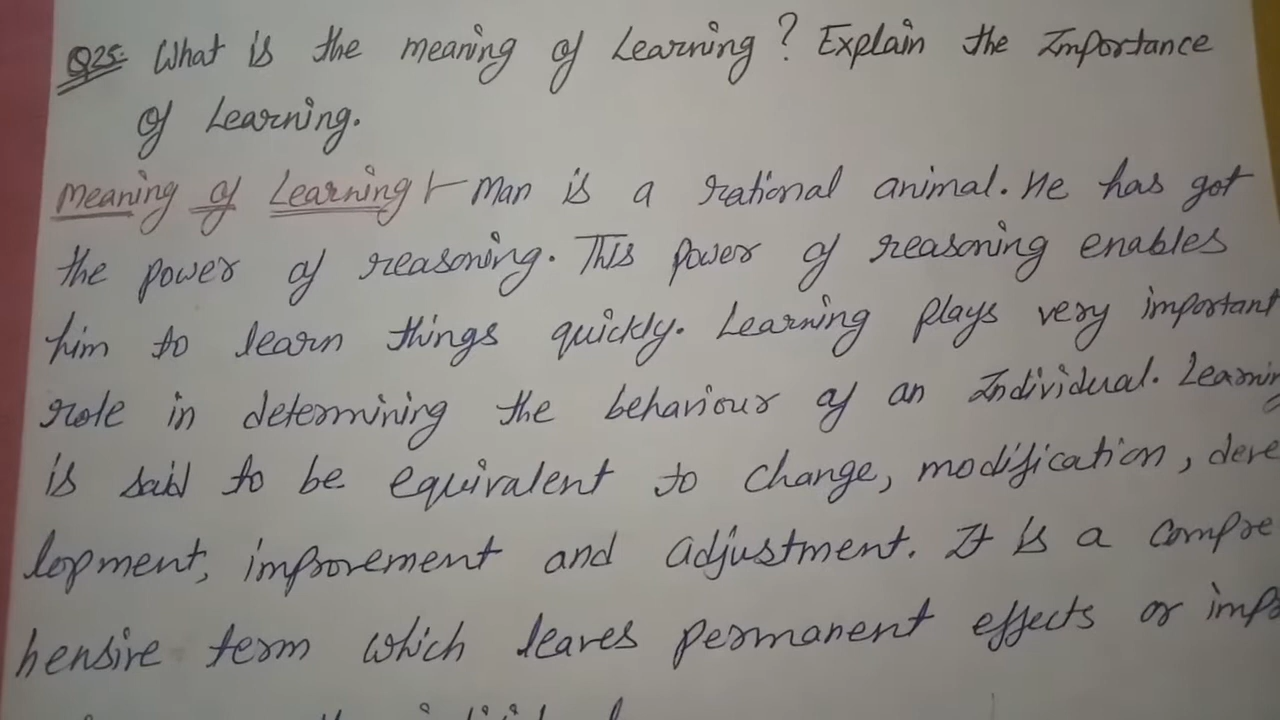 Q25: What is the meaning of Learning? Explain the Importance
Of Learning.
Meaning of Learning :- Man is a rational animal. He has got
the power of reasoning. This power of reasoning enables
him to learn things quickly. Learning plays very important
role in determining the behaviour of an Individual. Learnin
is said to be equivalent to change, modification, deve
lopment, improvement and adjustment. It is a compre
hensive term which leaves permanent effects or imp